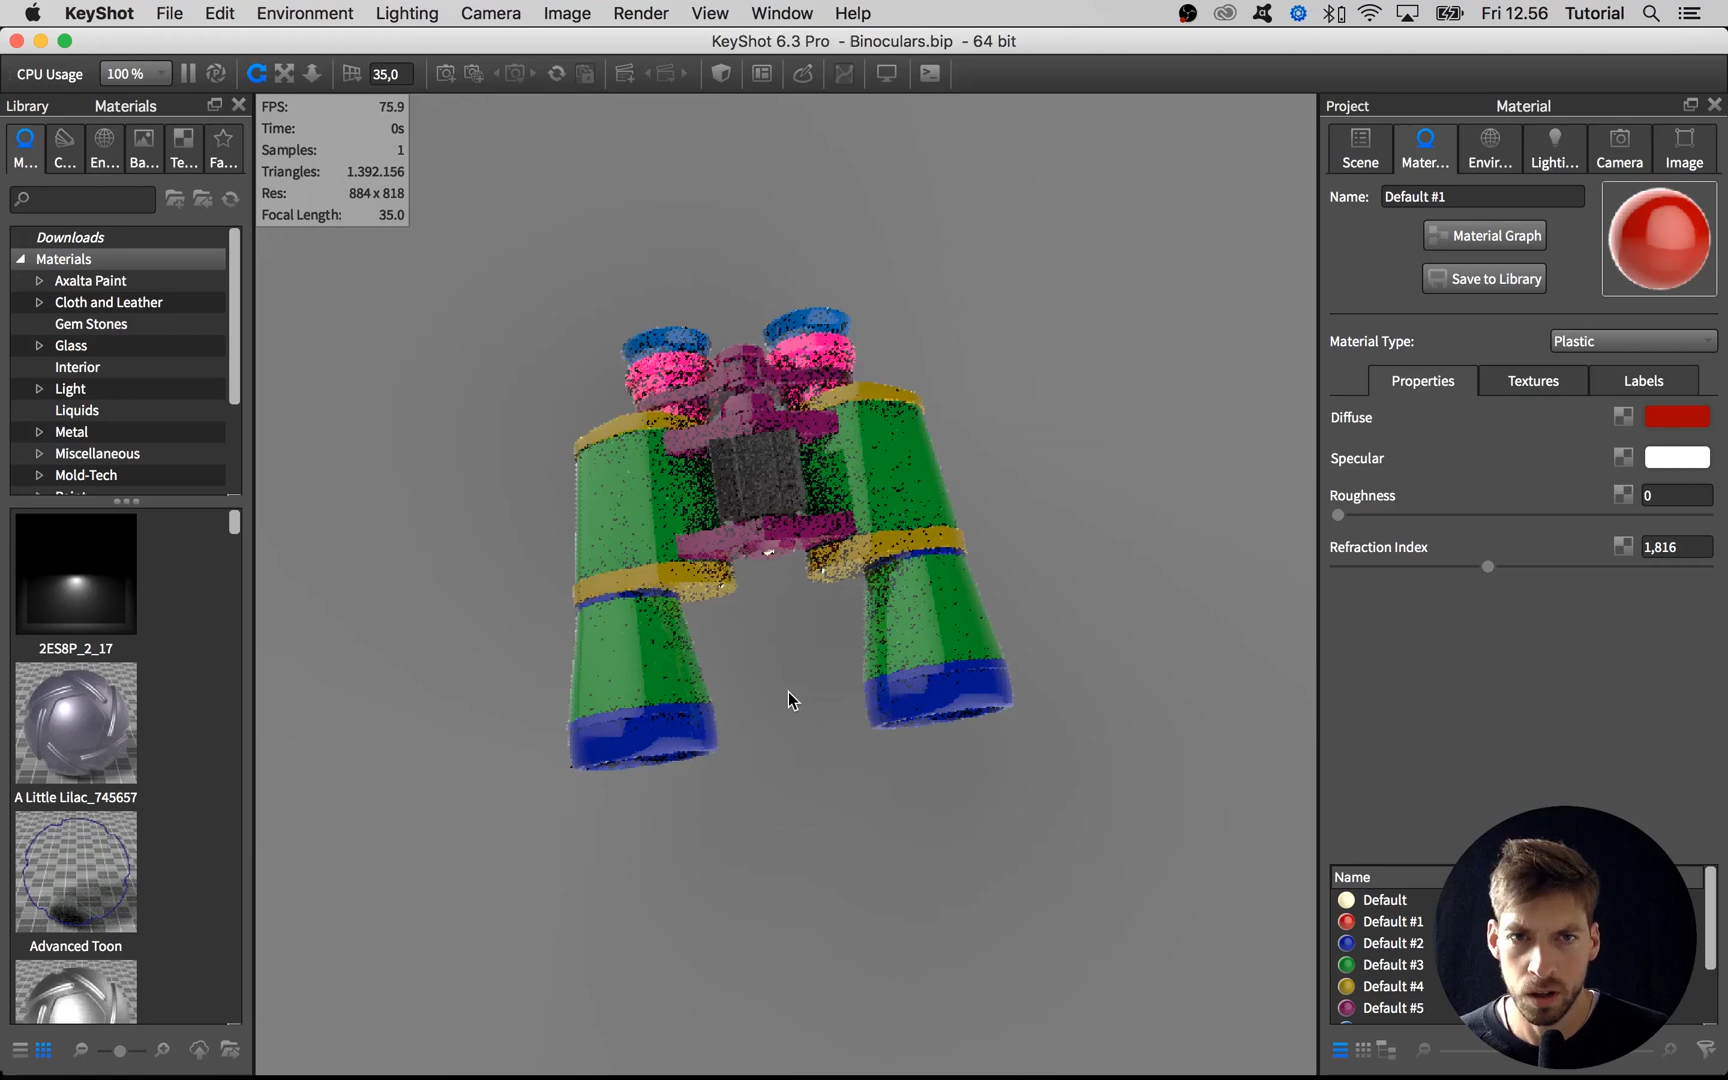 KeyShot File Edit Environment Lighting Camera Image Render View Window Help Fri 12.56 Tutorial
KeyShot 6.3 Pro - Binoculars.bip - 64 bit
CPU Usage 100 % 35,0
Library Materials
M... C... En... Ba... Te... Fa...
Downloads
Materials
Axalta Paint
Cloth and Leather
Gem Stones
Glass
Interior
Light
Liquids
Metal
Miscellaneous
Mold-Tech
2ES8P_2_17
A Little Lilac_745657
Advanced Toon
FPS: 75.9
Time: 0s
Samples: 1
Triangles: 1.392.156
Res: 884 x 818
Focal Length: 35.0
Project Material
Scene Mater... Envir... Lighti... Camera Image
Name: Default #1
Material Graph
Save to Library
Material Type: Plastic
Properties Textures Labels
Diffuse
Specular
Roughness 0
Refraction Index 1,816
Name
Default
Default #1
Default #2
Default #3
Default #4
Default #5